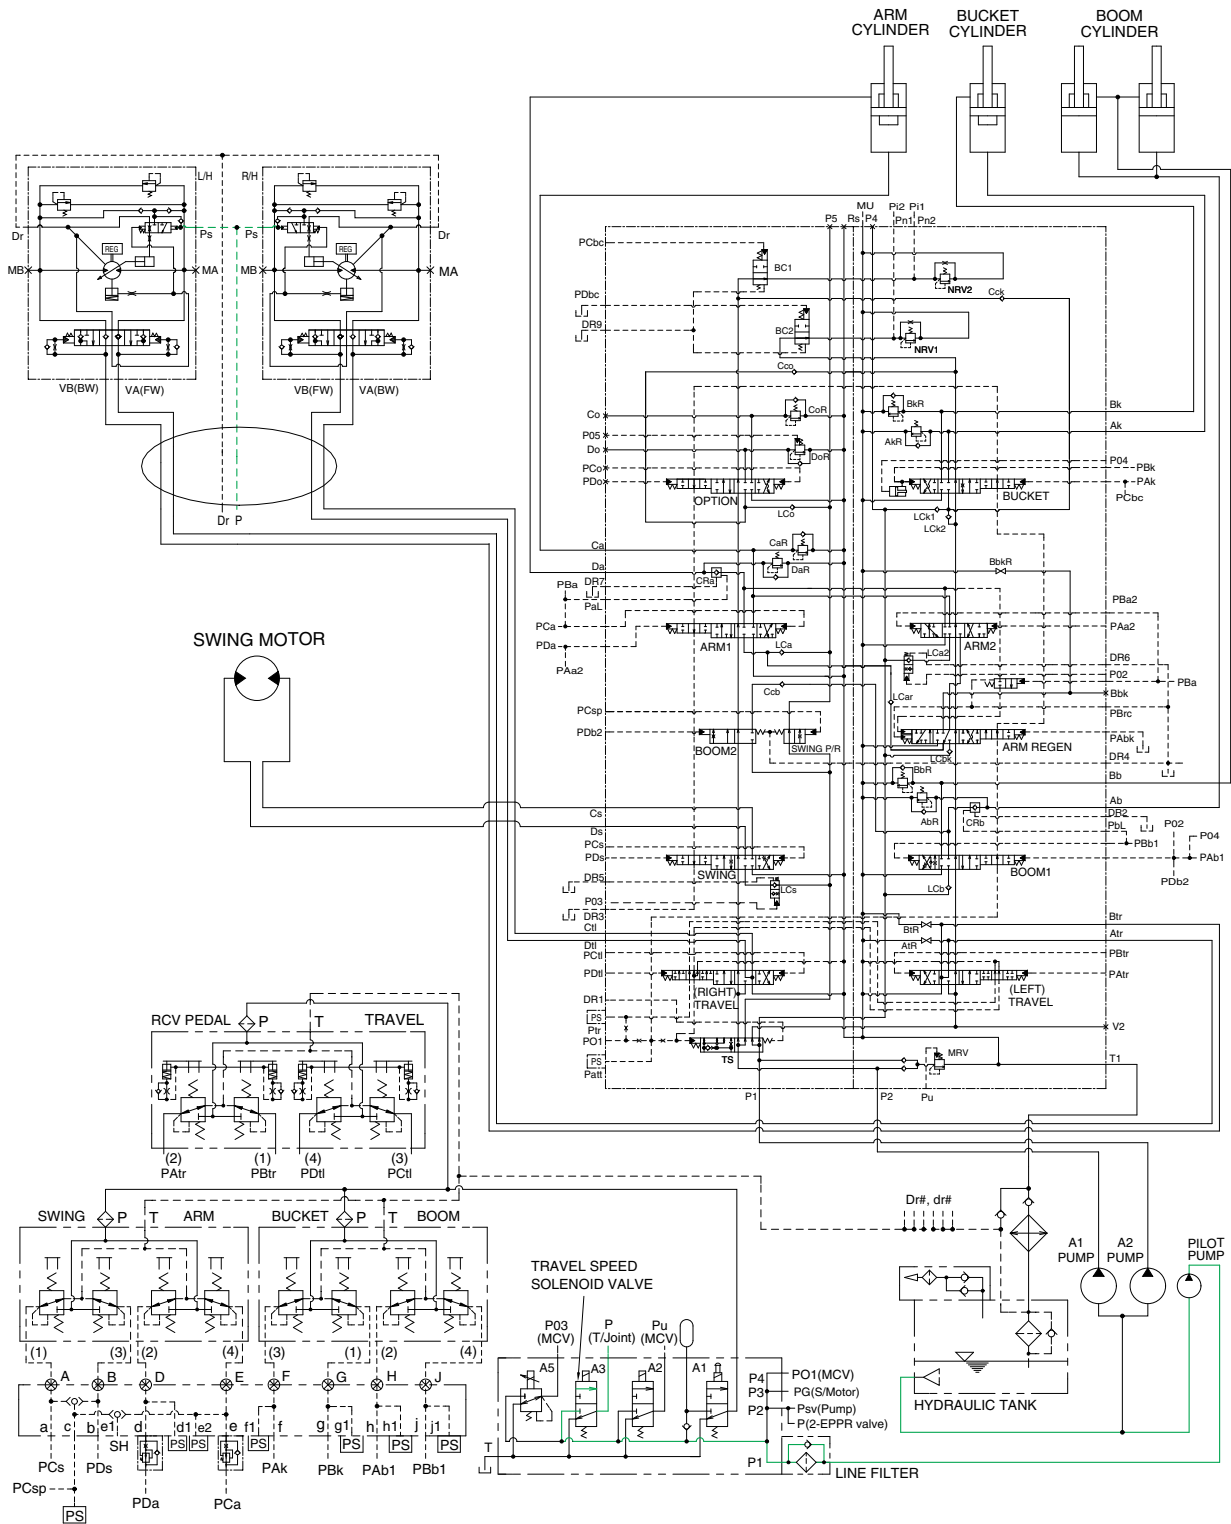 ARM
CYLINDER
BUCKET
CYLINDER
BOOM
CYLINDER
L/H
R/H
Dr
Ps
Ps
Dr
REG
REG
MB
MA
MB
MA
VB(BW)
VA(FW)
VB(FW)
VA(BW)
Dr P
P5
Rs
MU
P4
Pi2
Pi1
Pn1
Pn2
PCbc
BC1
NRV2
Cck
PDbc
DR9
BC2
NRV1
Cco
Co
CoR
BkR
Bk
P05
Do
DoR
AkR
Ak
PCo
PDo
P04
PBk
PAk
PCbc
OPTION
BUCKET
LCo
LCk1
LCk2
Ca
CaR
Da
DaR
CRa
BbkR
PBa
DR7
PaL
PBa2
PCa
PAa2
PDa
PAa2
ARM1
ARM2
LCa
LCa2
DR6
P02
PBa
Ccb
LCar
Bbk
PCsp
PBrc
PDb2
PAbk
BOOM2
SWING P/R
ARM REGEN
LCbk
DR4
SWING MOTOR
BbR
Bb
Cs
AbR
CRb
Ab
DR2
Ds
PbL
PCs
PBb1
P02
P04
PDs
PAb1
PDb2
SWING
BOOM1
DR5
LCs
LCb
P03
DR3
Ctl
BtR
Btr
Dtl
AtR
Atr
PCtl
PBtr
PDtl
PAtr
(RIGHT)
TRAVEL
(LEFT)
TRAVEL
DR1
PS
Ptr
PO1
V2
PS
Patt
TS
MRV
T1
P1
P2
Pu
RCV PEDAL
P
T
TRAVEL
(2)
(1)
(4)
(3)
PAtr
PBtr
PDtl
PCtl
SWING
P
T
ARM
BUCKET
P
T
BOOM
(1)
(3)
(2)
(4)
(3)
(1)
(2)
(4)
A
B
D
E
F
G
H
J
a
c
b
e1
d
d1
e2
e
f1
f
g
g1
h
h1
j
j1
SH
PS
PS
PS
PS
PS
PS
PCs
PDs
PAk
PBk
PAb1
PBb1
PCsp
PDa
PCa
PS
TRAVEL SPEED
SOLENOID VALVE
P03
(MCV)
P
(T/Joint)
Pu
(MCV)
A5
A3
A2
A1
P4
PO1(MCV)
P3
PG(S/Motor)
P2
Psv(Pump)
P(2-EPPR valve)
T
P1
LINE FILTER
Dr#, dr#
A1
PUMP
A2
PUMP
PILOT
PUMP
HYDRAULIC TANK